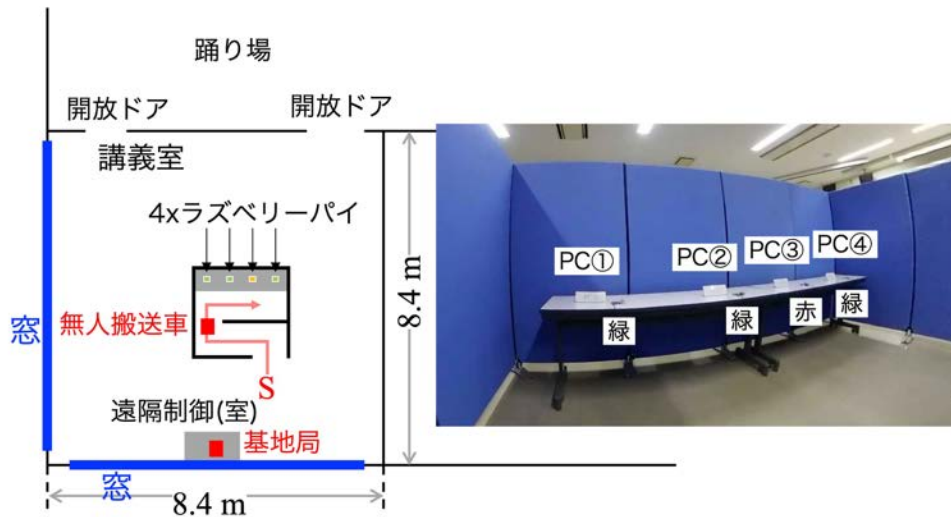 踊り場
開放ドア
開放ドア
講義室
4xラズベリーパイ
窓
無人搬送車
S
遠隔制御(室)
基地局
窓
8.4 m
8.4 m
PC①
PC②
PC③
PC④
緑
緑
赤
緑